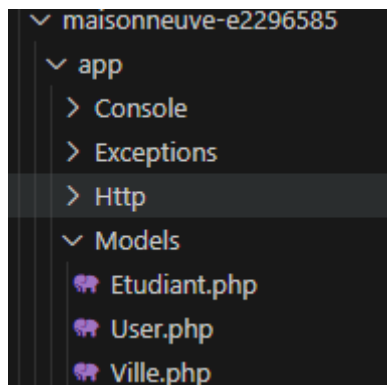 maisonneuve-e2296585
app
Console
Exceptions
Http
Models
Etudiant.php
User.php
Ville.php